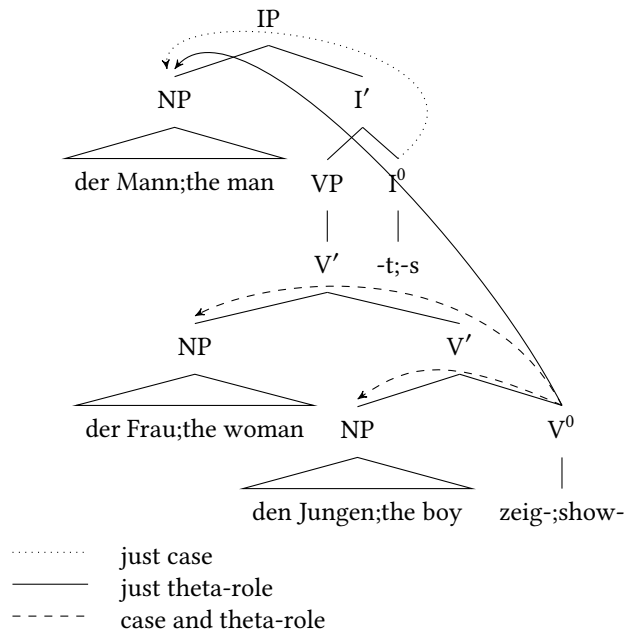 IP
NP I′
der Mann;the man VP I⁰
V′ -t;-s
NP V′
der Frau;the woman NP V⁰
den Jungen;the boy zeig-;show-
just case
just theta-role
case and theta-role